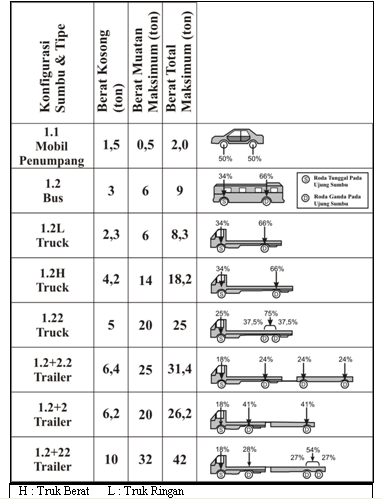 Konfigurasi
Sumbu & Tipe
Berat Kosong
(ton)
Berat Muatan
Maksimum (ton)
Berat Total
Maksimum (ton)
1.1
Mobil
Penumpang
1,5
0,5
2,0
50%
50%
1.2
Bus
3
6
9
34%
66%
S Roda Tunggal Pada
Ujung Sumbu
D Roda Ganda Pada
Ujung Sumbu
S
D
1.2L
Truck
2,3
6
8,3
34%
66%
S
D
1.2H
Truck
4,2
14
18,2
34%
66%
S
D
1.22
Truck
5
20
25
25%
75%
37,5%
37,5%
S
D
D
1.2+2.2
Trailer
6,4
25
31,4
18%
24%
24%
24%
S
D
D
D
1.2+2
Trailer
6,2
20
26,2
18%
41%
41%
S
D
D
1.2+22
Trailer
10
32
42
18%
28%
54%
27%
27%
S
D
D
D
H : Truk Berat L : Truk Ringan